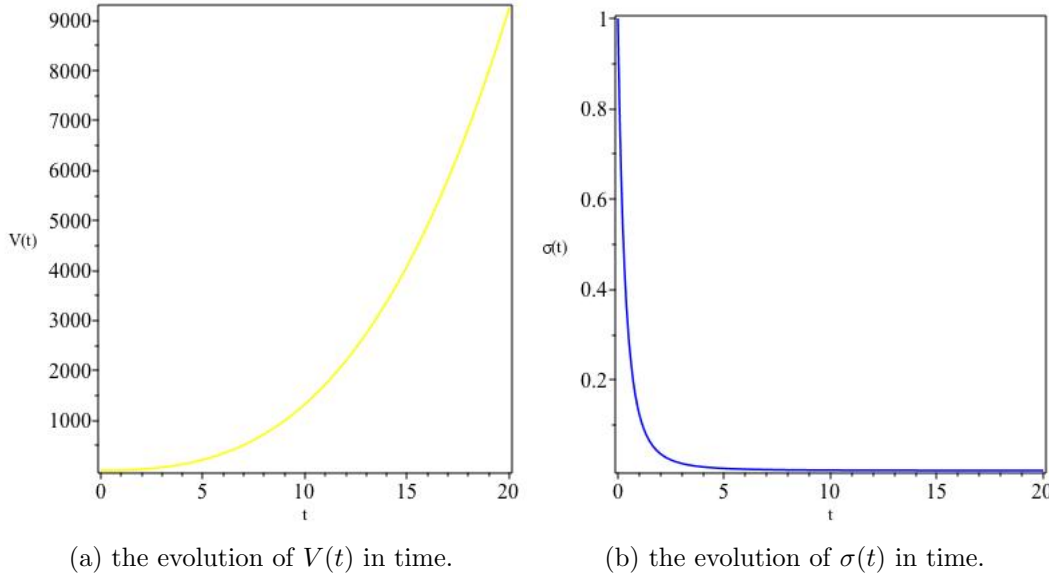 9000
8000
7000
6000
5000
V(t)
4000
3000
2000
1000
0 5 10 15 20
t
1
0.8
0.6
σ(t)
0.4
0.2
0 5 10 15 20
t
(a) the evolution of V(t) in time.
(b) the evolution of σ(t) in time.